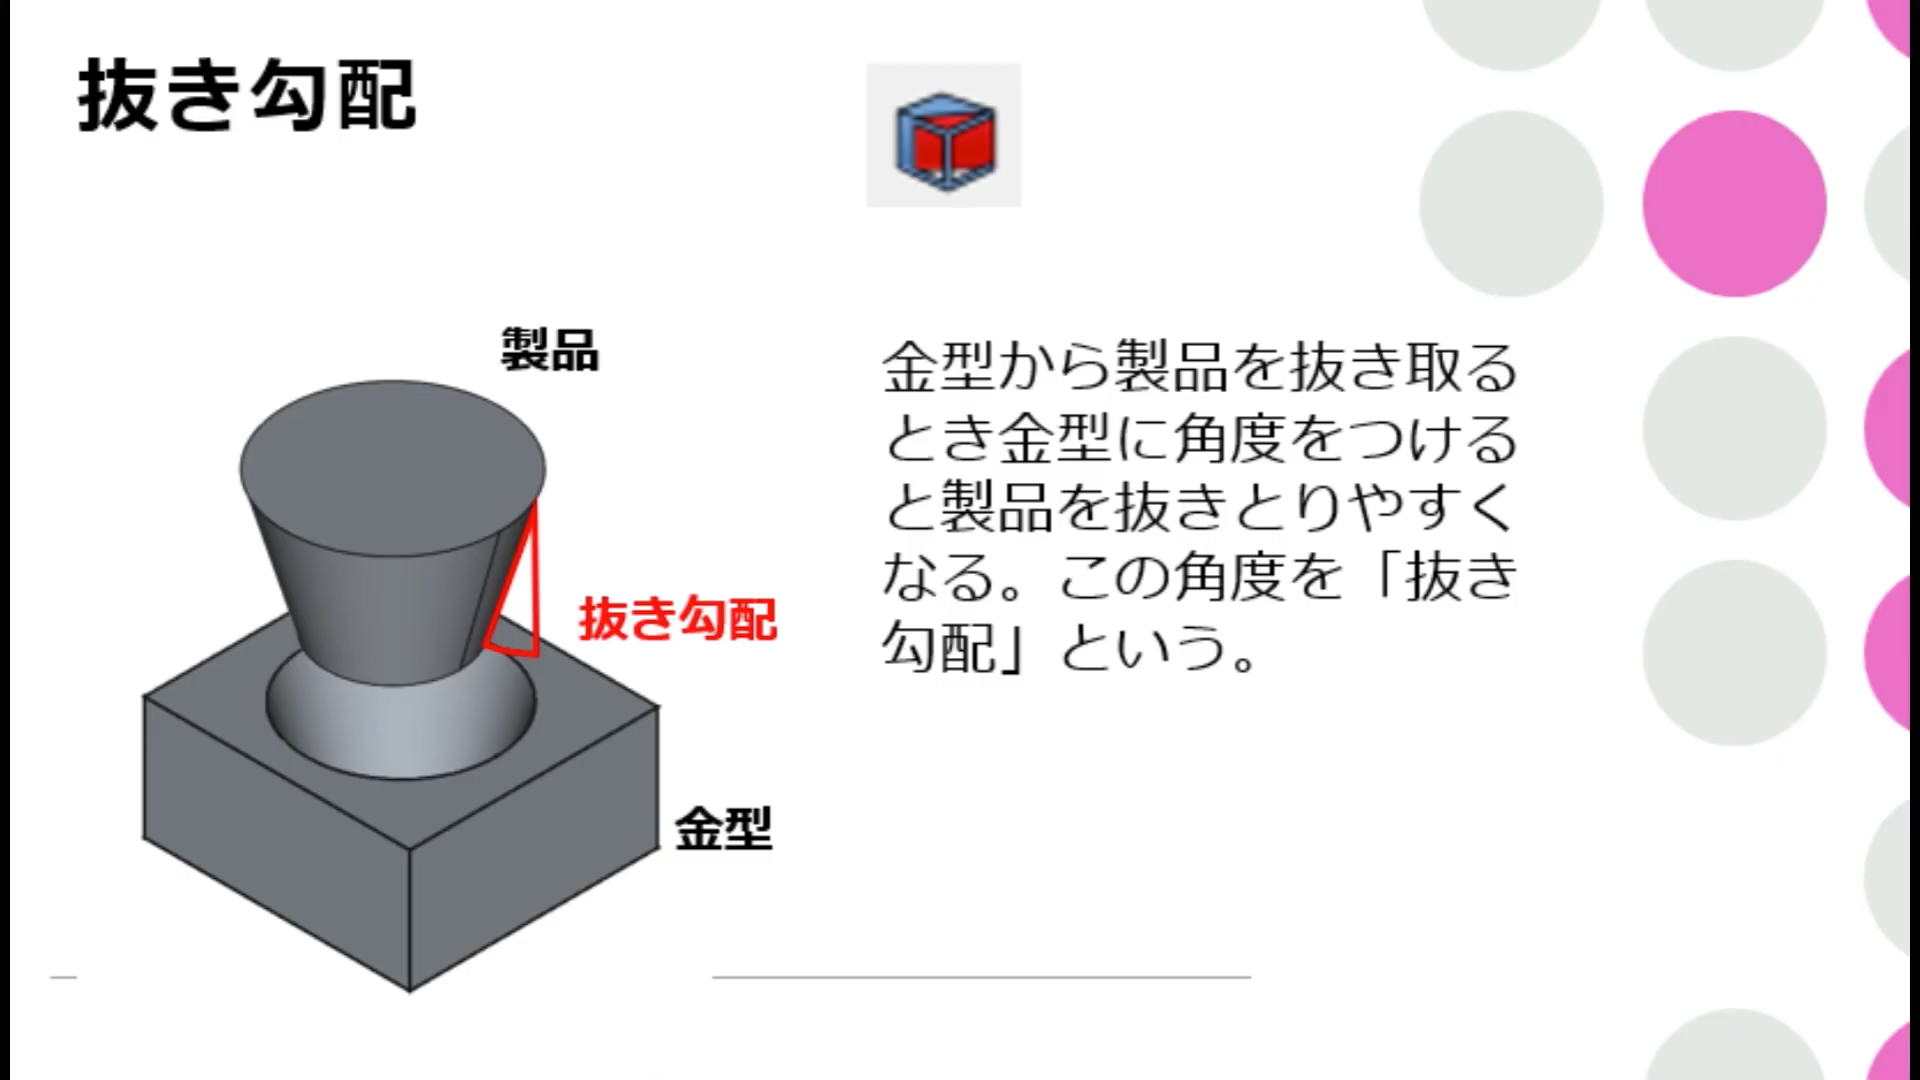 抜き勾配
製品
抜き勾配
金型
金型から製品を抜き取る
とき金型に角度をつける
と製品を抜きとりやすく
なる。この角度を「抜き
勾配」という。